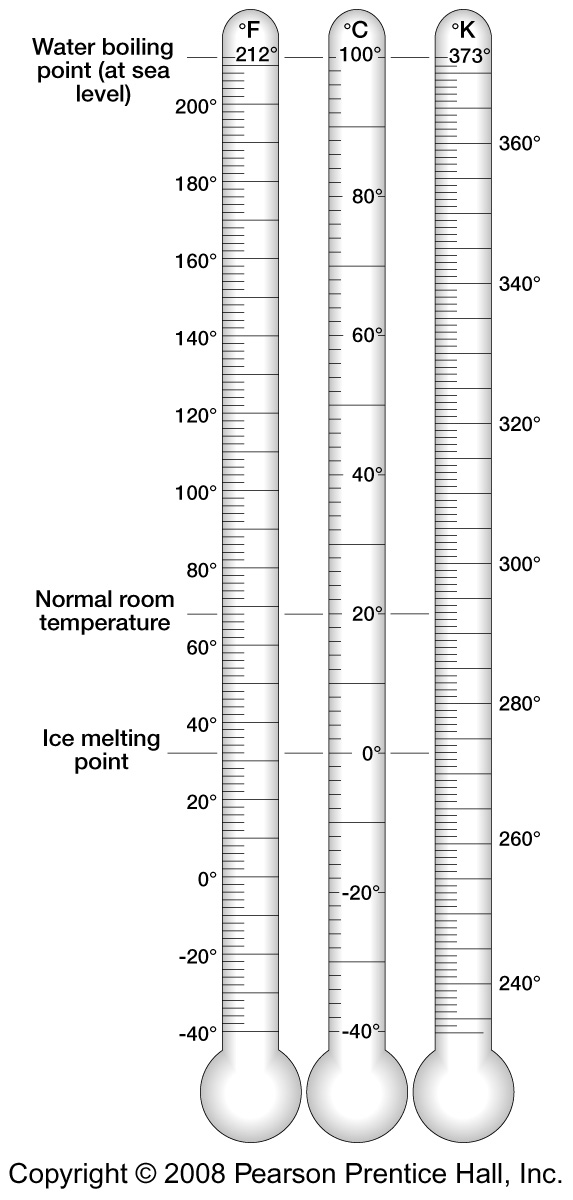 °F
°C
°K
Water boiling
point (at sea
level)
212°
100°
373°
200°
180°
160°
140°
120°
100°
80°
60°
40°
20°
0°
-20°
-40°
80°
60°
40°
20°
0°
-20°
-40°
360°
340°
320°
300°
280°
260°
240°
Normal room
temperature
Ice melting
point
Copyright © 2008 Pearson Prentice Hall, Inc.